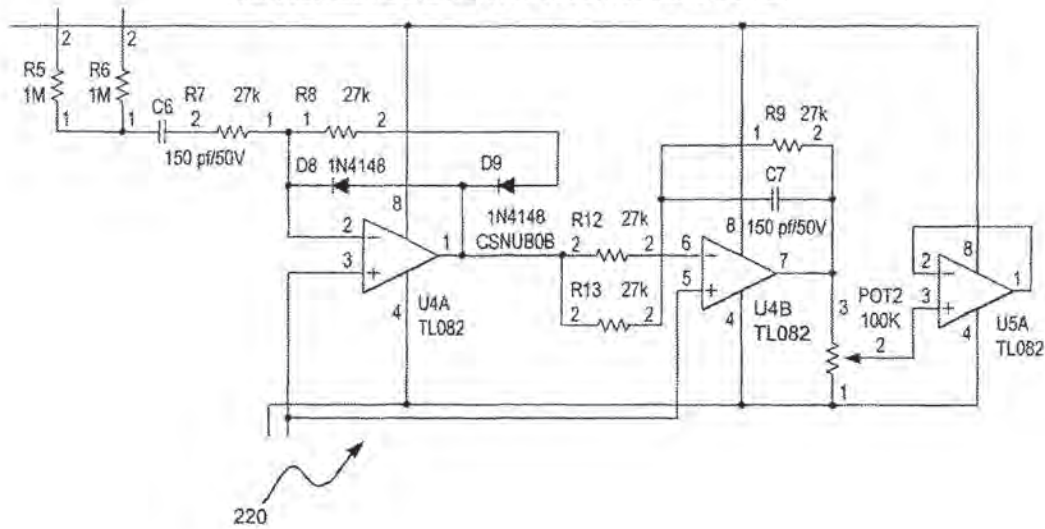 2 2
R5 R6
1M 1M
C6 R7 27k R8 27k
1 1 2 1 1 2
150 pf/50V
D8 1N4148 D9
1N4148
CSNUB0B
8
2
3
1
4
U4A
TL082
R12 27k
2 2
R13 27k
2 2
R9 27k
1 2
C7
150 pf/50V
8
6
5
7
4
U4B
TL082
3
POT2
100K
2
1
8
2
3
1
4
U5A
TL082
220